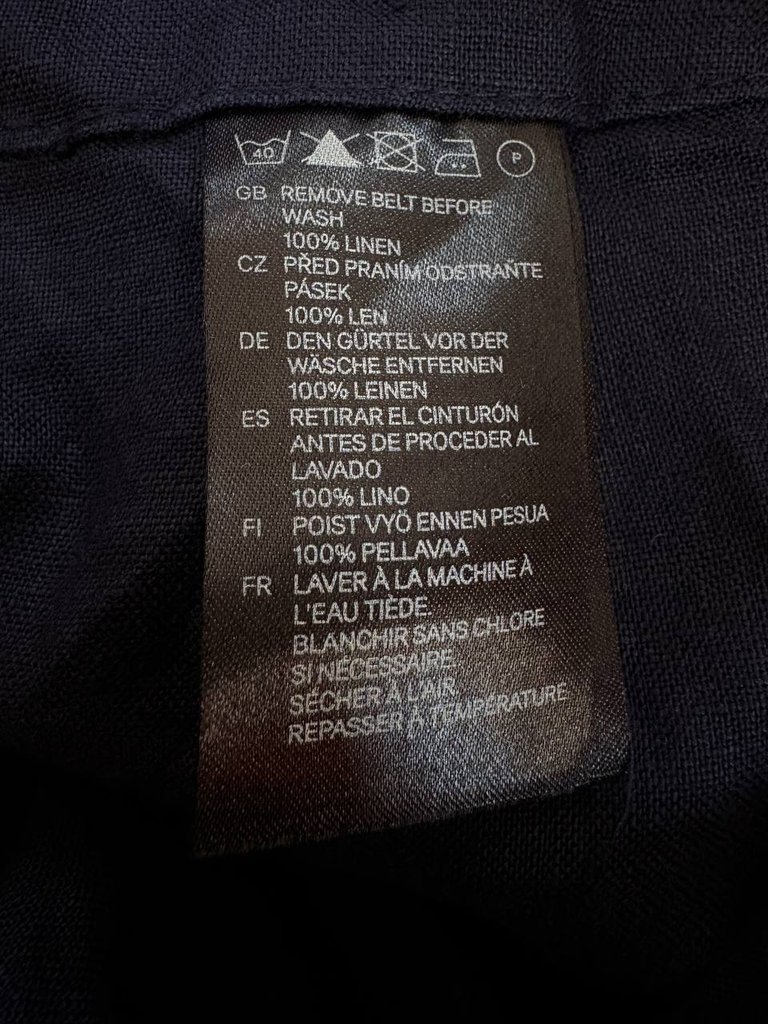 40 P
GB REMOVE BELT BEFORE
WASH
100% LINEN
CZ PŘED PRANÍM ODSTRAŇTE
PÁSEK
100% LEN
DE DEN GÜRTEL VOR DER
WÄSCHE ENTFERNEN
100% LEINEN
ES RETIRAR EL CINTURÓN
ANTES DE PROCEDER AL
LAVADO
100% LINO
FI POIST VYÖ ENNEN PESUA
100% PELLAVAA
FR LAVER À LA MACHINE À
L'EAU TIÈDE.
BLANCHIR SANS CHLORE
SI NÉCESSAIRE.
SÉCHER À L'AIR.
REPASSER À TEMPÉRATURE